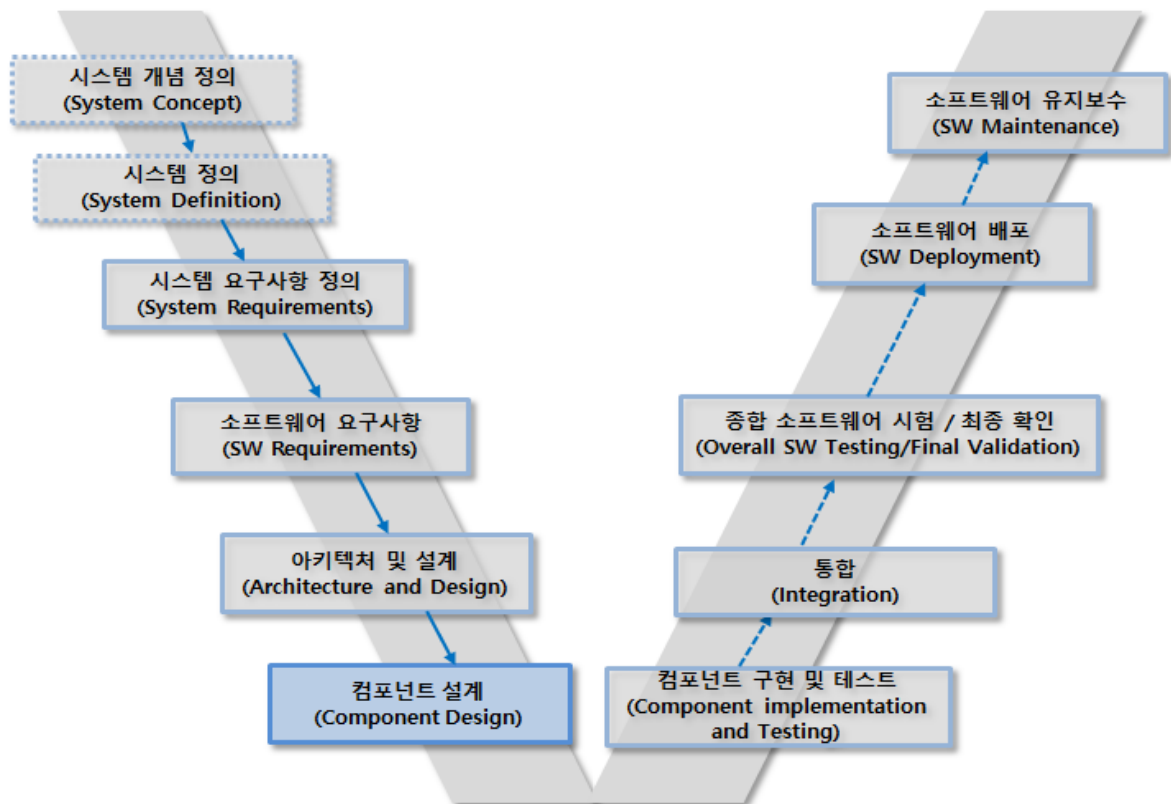 시스템 개념 정의
(System Concept)
시스템 정의
(System Definition)
시스템 요구사항 정의
(System Requirements)
소프트웨어 요구사항
(SW Requirements)
아키텍처 및 설계
(Architecture and Design)
컴포넌트 설계
(Component Design)
컴포넌트 구현 및 테스트
(Component implementation
and Testing)
통합
(Integration)
종합 소프트웨어 시험 / 최종 확인
(Overall SW Testing/Final Validation)
소프트웨어 배포
(SW Deployment)
소프트웨어 유지보수
(SW Maintenance)